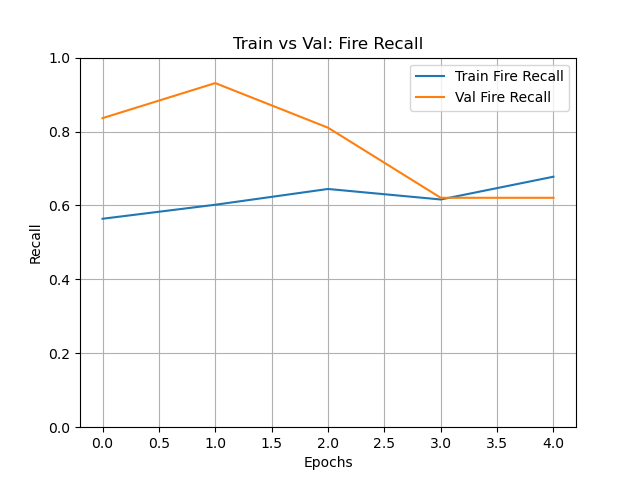 Train vs Val: Fire Recall
Train Fire Recall
Val Fire Recall
1.0
0.8
0.6
0.4
0.2
0.0
Recall
0.0 0.5 1.0 1.5 2.0 2.5 3.0 3.5 4.0
Epochs